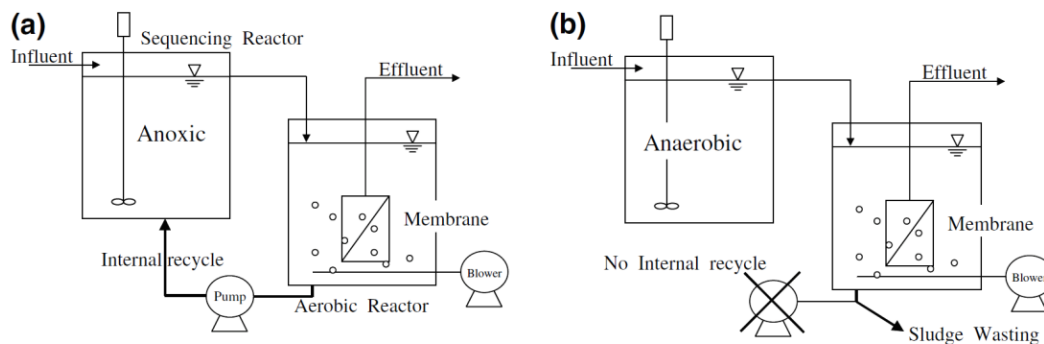 (a)
Sequencing Reactor
Influent
Effluent
Anoxic
Membrane
Internal recycle
Pump
Blower
Aerobic Reactor
(b)
Influent
Effluent
Anaerobic
Membrane
No Internal recycle
Blower
Sludge Wasting